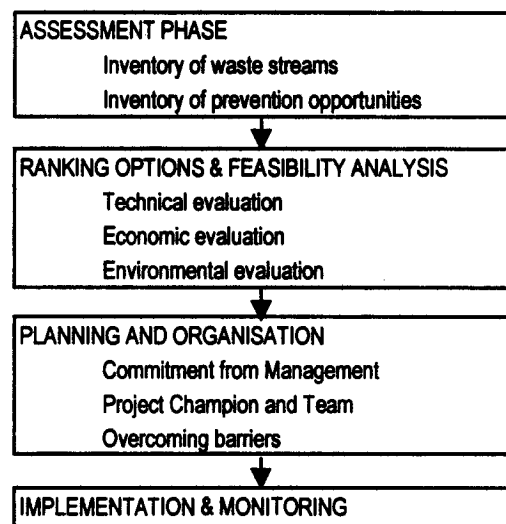 ASSESSMENT PHASE
Inventory of waste streams
Inventory of prevention opportunities
RANKING OPTIONS & FEASIBILITY ANALYSIS
Technical evaluation
Economic evaluation
Environmental evaluation
PLANNING AND ORGANISATION
Commitment from Management
Project Champion and Team
Overcoming barriers
IMPLEMENTATION & MONITORING